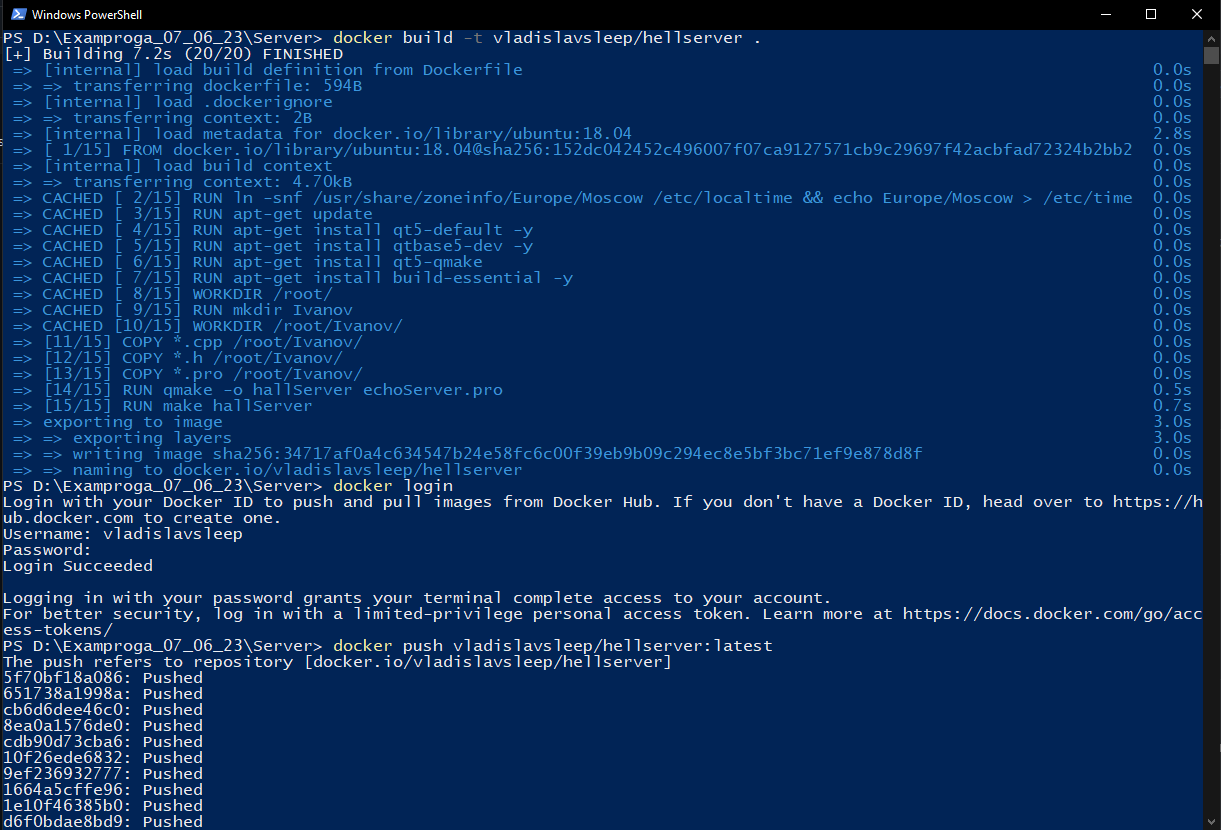 Windows PowerShell
PS D:\Examproga_07_06_23\Server> docker build -t vladislavsleep/hellserver .
[+] Building 7.2s (20/20) FINISHED
=> [internal] load build definition from Dockerfile 0.0s
=> => transferring dockerfile: 594B 0.0s
=> [internal] load .dockerignore 0.0s
=> => transferring context: 2B 0.0s
=> [internal] load metadata for docker.io/library/ubuntu:18.04 2.8s
=> [ 1/15] FROM docker.io/library/ubuntu:18.04@sha256:152dc042452c496007f07ca9127571cb9c29697f42acbfad72324b2bb2 0.0s
=> [internal] load build context 0.0s
=> => transferring context: 4.70kB 0.0s
=> CACHED [ 2/15] RUN ln -snf /usr/share/zoneinfo/Europe/Moscow /etc/localtime && echo Europe/Moscow > /etc/time 0.0s
=> CACHED [ 3/15] RUN apt-get update 0.0s
=> CACHED [ 4/15] RUN apt-get install qt5-default -y 0.0s
=> CACHED [ 5/15] RUN apt-get install qtbase5-dev -y 0.0s
=> CACHED [ 6/15] RUN apt-get install qt5-qmake 0.0s
=> CACHED [ 7/15] RUN apt-get install build-essential -y 0.0s
=> CACHED [ 8/15] WORKDIR /root/ 0.0s
=> CACHED [ 9/15] RUN mkdir Ivanov 0.0s
=> CACHED [10/15] WORKDIR /root/Ivanov/ 0.0s
=> [11/15] COPY *.cpp /root/Ivanov/ 0.0s
=> [12/15] COPY *.h /root/Ivanov/ 0.0s
=> [13/15] COPY *.pro /root/Ivanov/ 0.0s
=> [14/15] RUN qmake -o hallServer echoServer.pro 0.5s
=> [15/15] RUN make hallServer 0.7s
=> exporting to image 3.0s
=> => exporting layers 3.0s
=> => writing image sha256:34717af0a4c634547b24e58fc6c00f39eb9b09c294ec8e5bf3bc71ef9e878d8f 0.0s
=> => naming to docker.io/vladislavsleep/hellserver 0.0s
PS D:\Examproga_07_06_23\Server> docker login
Login with your Docker ID to push and pull images from Docker Hub. If you don't have a Docker ID, head over to https://h
ub.docker.com to create one.
Username: vladislavsleep
Password:
Login Succeeded
Logging in with your password grants your terminal complete access to your account.
For better security, log in with a limited-privilege personal access token. Learn more at https://docs.docker.com/go/acc
ess-tokens/
PS D:\Examproga_07_06_23\Server> docker push vladislavsleep/hellserver:latest
The push refers to repository [docker.io/vladislavsleep/hellserver]
5f70bf18a086: Pushed
651738a1998a: Pushed
cb6d6dee46c0: Pushed
8ea0a1576de0: Pushed
cdb90d73cba6: Pushed
10f26ede6832: Pushed
9ef236932777: Pushed
1664a5cffe96: Pushed
1e10f46385b0: Pushed
d6f0bdae8bd9: Pushed